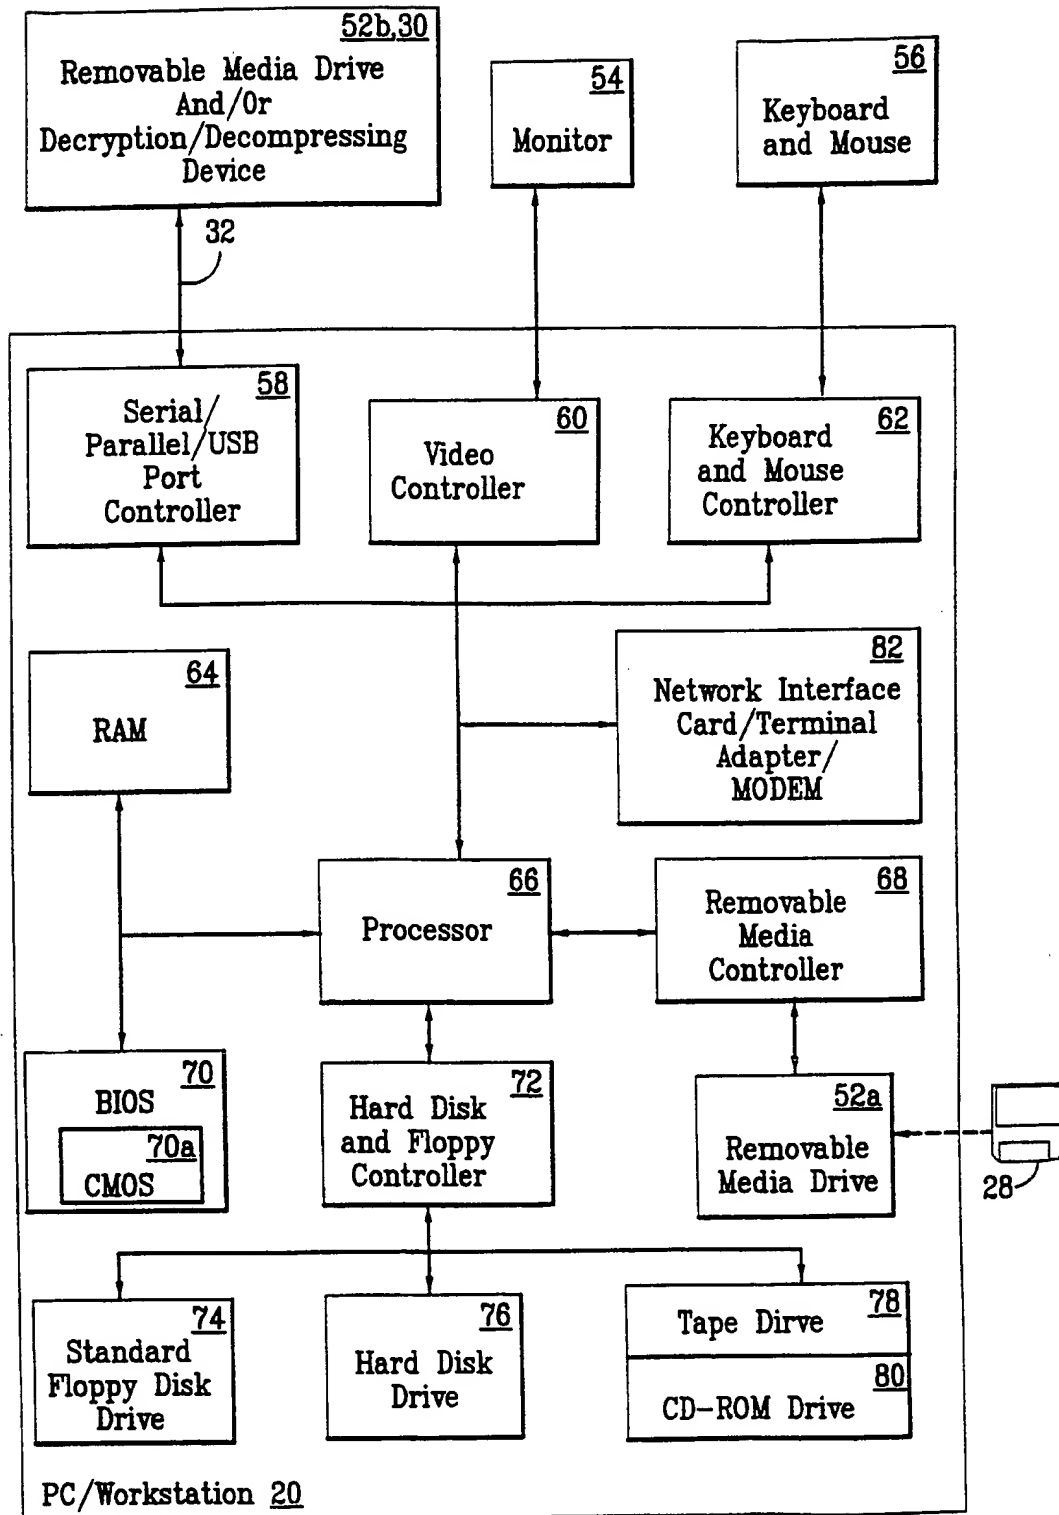 52b,30
Removable Media Drive
And/Or
Decryption/Decompressing
Device
54
Monitor
56
Keyboard
and Mouse
32
58
Serial/
Parallel/USB
Port
Controller
60
Video
Controller
62
Keyboard
and Mouse
Controller
64
RAM
82
Network Interface
Card/Terminal
Adapter/
MODEM
66
Processor
68
Removable
Media
Controller
70
BIOS
70a
CMOS
72
Hard Disk
and Floppy
Controller
52a
Removable
Media Drive
28
74
Standard
Floppy Disk
Drive
76
Hard Disk
Drive
78
Tape Dirve
80
CD-ROM Drive
PC/Workstation 20